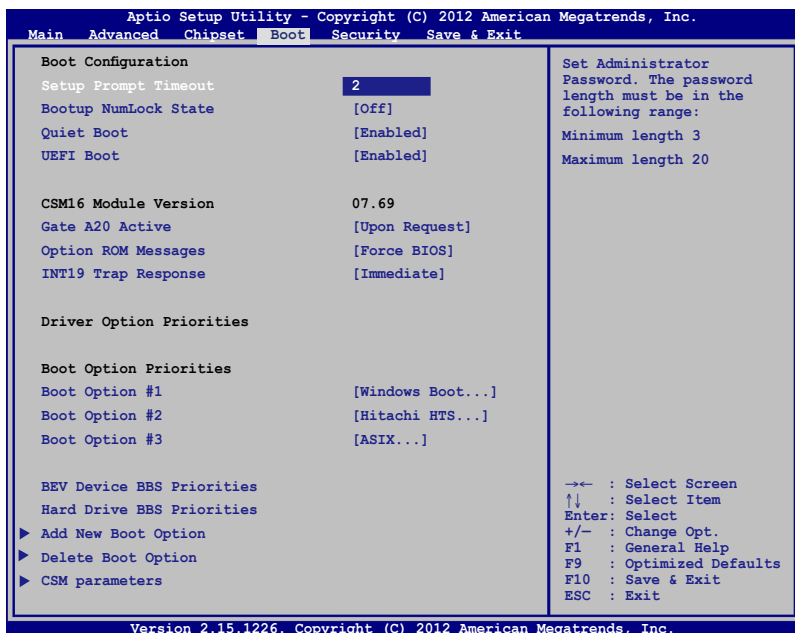 Aptio Setup Utility - Copyright (C) 2012 American Megatrends, Inc.
Main Advanced Chipset Boot Security Save & Exit
Boot Configuration
Setup Prompt Timeout 2
Bootup NumLock State [Off]
Quiet Boot [Enabled]
UEFI Boot [Enabled]
CSM16 Module Version 07.69
Gate A20 Active [Upon Request]
Option ROM Messages [Force BIOS]
INT19 Trap Response [Immediate]
Driver Option Priorities
Boot Option Priorities
Boot Option #1 [Windows Boot...]
Boot Option #2 [Hitachi HTS...]
Boot Option #3 [ASIX...]
BEV Device BBS Priorities
Hard Drive BBS Priorities
Add New Boot Option
Delete Boot Option
CSM parameters
Set Administrator
Password. The password
length must be in the
following range:
Minimum length 3
Maximum length 20
→← : Select Screen
↑↓ : Select Item
Enter: Select
+/— : Change Opt.
F1 : General Help
F9 : Optimized Defaults
F10 : Save & Exit
ESC : Exit
Version 2.15.1226. Copyright (C) 2012 American Megatrends, Inc.